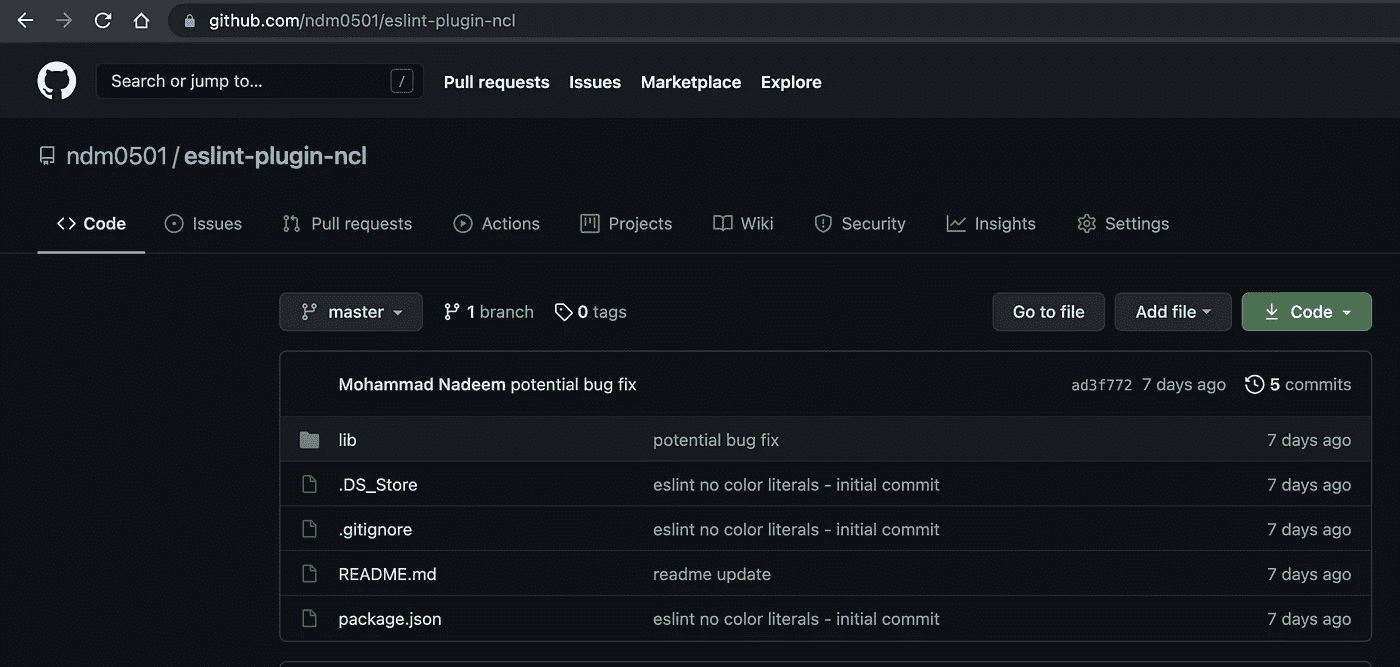 github.com/ndm0501/eslint-plugin-ncl
Search or jump to... / Pull requests Issues Marketplace Explore
ndm0501/eslint-plugin-ncl
Code Issues Pull requests Actions Projects Wiki Security Insights Settings
master 1 branch 0 tags Go to file Add file Code
Mohammad Nadeem potential bug fix ad3f772 7 days ago 5 commits
lib potential bug fix 7 days ago
.DS_Store eslint no color literals - initial commit 7 days ago
.gitignore eslint no color literals - initial commit 7 days ago
README.md readme update 7 days ago
package.json eslint no color literals - initial commit 7 days ago